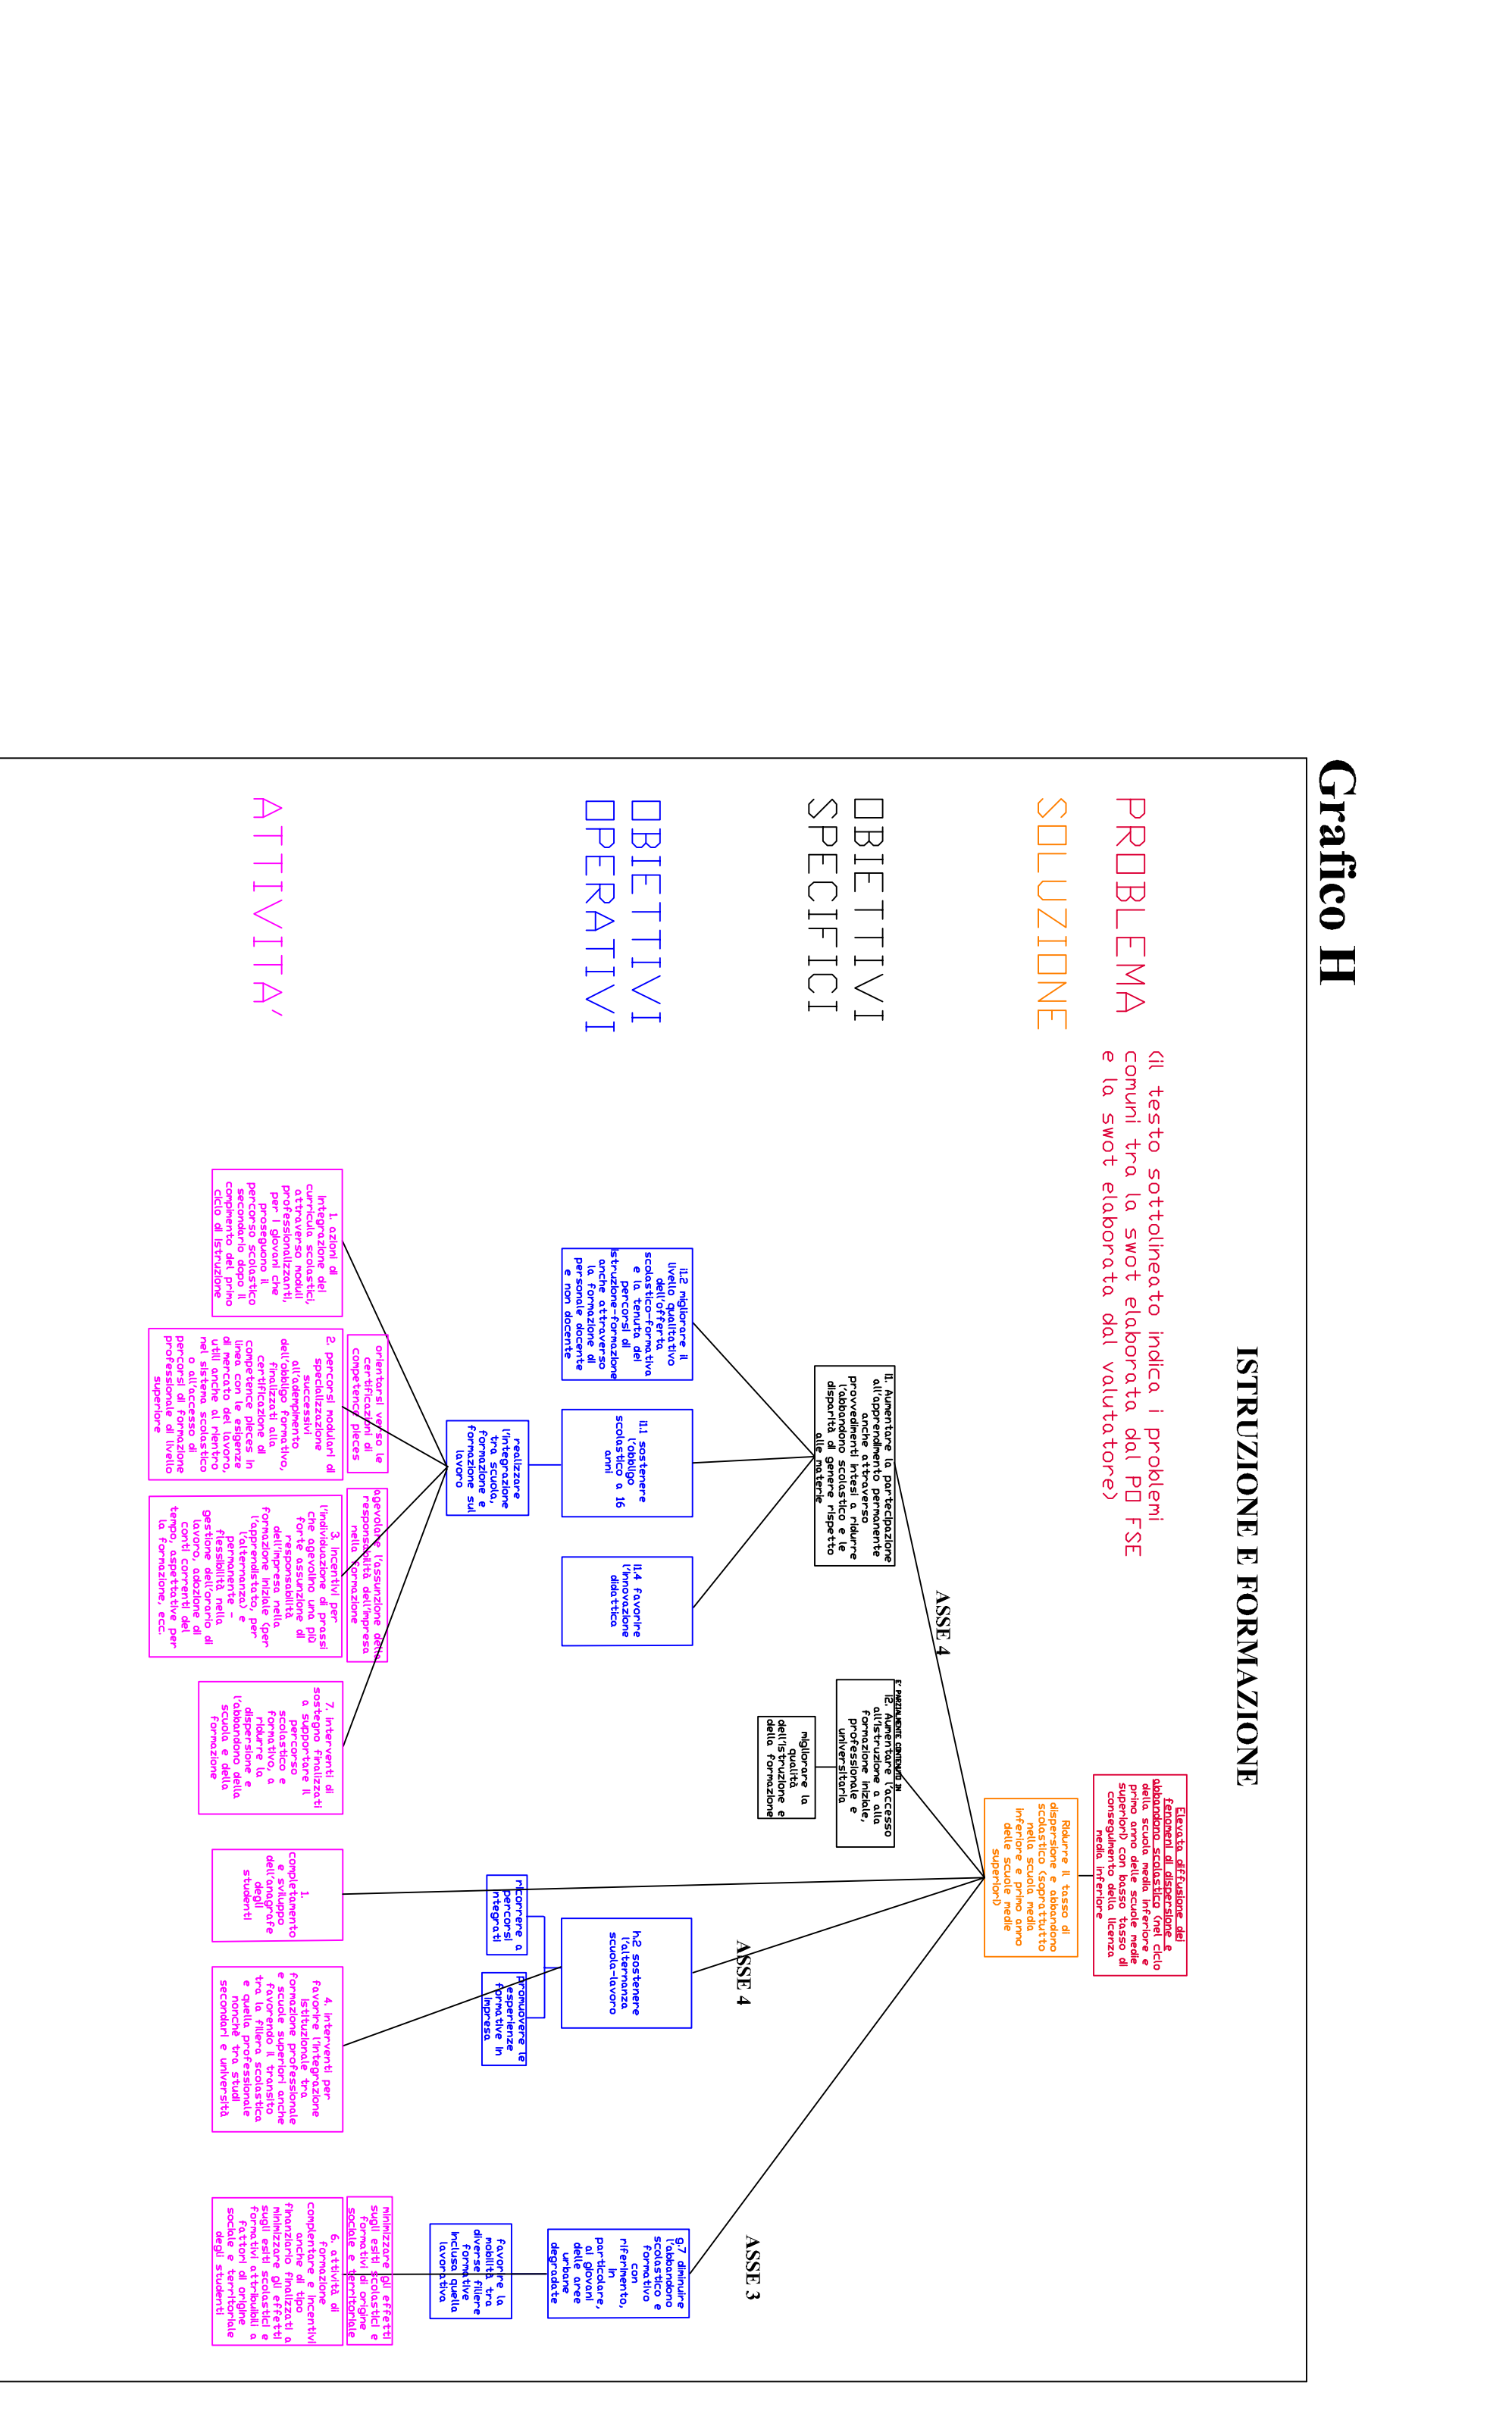 Grafico H
ISTRUZIONE E FORMAZIONE
PROBLEMA
(il testo sottolineato indica i problemi
comuni tra la swot elaborata dal PO FSE
e la swot elaborata dal valutatore)
Elevata diffusione dei
fenomeni di dispersione e
abbandono scolastico (nel ciclo
della scuola media inferiore e
primo anno delle scuole medie
superiori) con basso tasso di
conseguimento della licenza
media inferiore
SOLUZIONE
Ridurre il tasso di
dispersione e abbandono
scolastico (soprattutto
nella scuola media
inferiore e primo anno
delle scuole medie
superiori)
OBIETTIVI
SPECIFICI
ASSE 4
i1. Aumentare la partecipazione
all'apprendimento permanente
anche attraverso
provvedimenti intesi a ridurre
l'abbandono scolastico e le
disparità di genere rispetto
alle materie
E' PARZIALMENTE CONTENUTO IN
i2. Aumentare l'accesso
all'istruzione a alla
formazione iniziale,
professionale e
universitaria
migliorare la
qualità
dell'istruzione e
della formazione
ASSE 4
ASSE 3
OBIETTIVI
OPERATIVI
i1.2 migliorare il
livello qualitativo
dell'offerta
scolastico-formativa
e la tenuta dei
percorsi di
istruzione-formazione
anche attraverso
la formazione di
personale docente
e non docente
i1.1 sostenere
l'obbligo
scolastico a 16
anni
i1.4 favorire
l'innovazione
didattica
h.2 sostenere
l'alternanza
scuola-lavoro
g.7 diminuire
l'abbandono
scolastico e
formativo
con
riferimento,
in
particolare,
ai giovani
delle aree
urbane
degradate
realizzare
l'integrazione
tra scuola,
formazione e
formazione sul
lavoro
ricorrere a
percorsi
integrati
promuovere le
esperienze
formative in
impresa
favorire la
mobilità tra
diverse filiere
formative
inclusa quella
lavorativa
ATTIVITA'
orientarsi verso le
certificazioni di
competence pieces
agevolare l'assunzione della
responsabilità dell'impresa
nella formazione
minimizzare gli effetti
sugli esiti scolastici e
formativi di origine
sociale e territoriale
1. azioni di
integrazione dei
curricula scolastici,
attraverso moduli
professionalizzanti,
per i giovani che
proseguono il
percorso scolastico
secondario dopo il
compimento del primo
ciclo di istruzione
2. percorsi modulari di
specializzazione
successivi
all'adempimento
dell'obbligo formativo,
finalizzati alla
certificazione di
competence pieces in
linea con le esigenze
di mercato del lavoro,
utili anche al rientro
nel sistema scolastico
o all'accesso di
percorsi di formazione
professionale di livello
superiore
3. incentivi per
l'individuazione di prassi
che agevolino una più
forte assunzione di
responsabilità
dell'impresa nella
formazione iniziale (per
l'apprendistato, per
l'alternanza) e
permanente -
flessibilità nella
gestione dell'orario di
lavoro, adozione di
conti correnti del
tempo, aspettative per
la formazione, ecc.
7. interventi di
sostegno finalizzati
a supportare il
percorso
scolastico e
formativo, a
ridurre la
dispersione e
l'abbandono della
scuola e della
formazione
1.
completamento
e sviluppo
dell'anagrafe
degli
studenti
4. interventi per
favorire l'integrazione
istituzionale tra
formazione professionale
e scuole superiori anche
favorendo il transito
tra la filiera scolastica
e quella professionale
nonchè tra studi
secondari e università
6. attività di
formazione
complentare e incentivi
anche di tipo
finanziario finalizzati a
minimizzare gli effetti
sugli esiti scolastici e
formativi attribuibili a
fattori di origine
sociale e territoriale
degli studenti